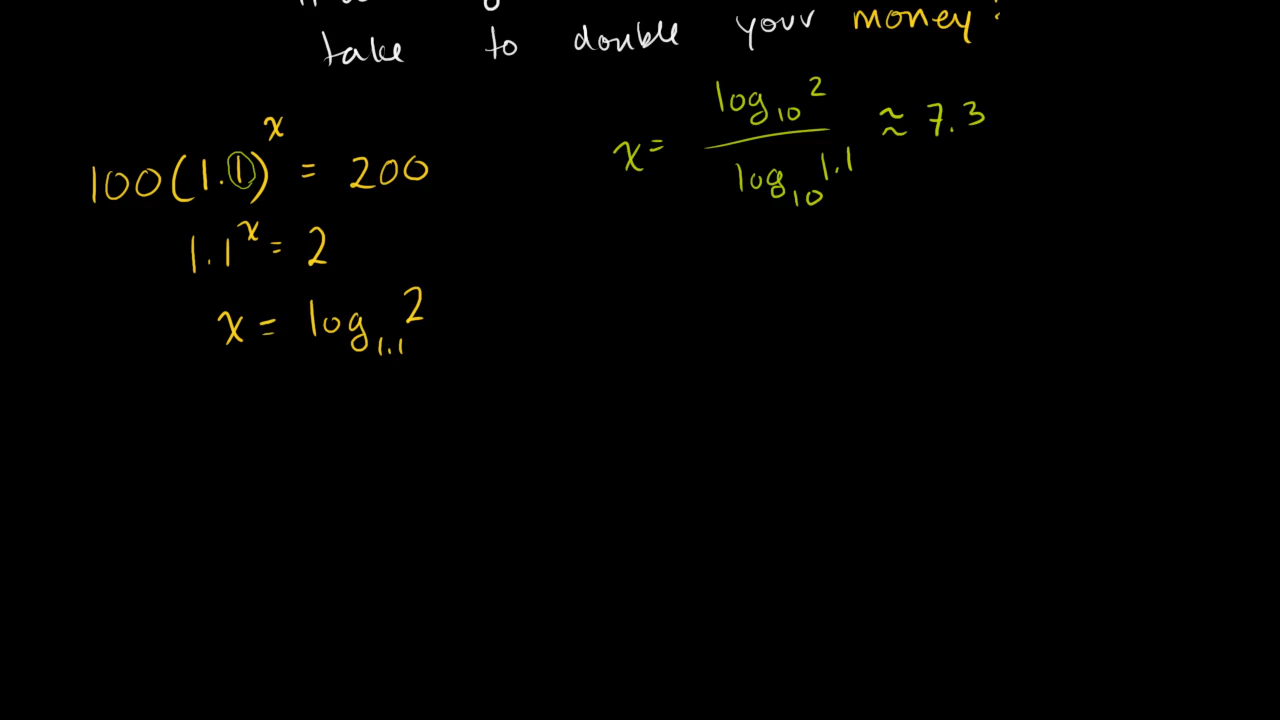 take to double your money?
100(1.1)^x = 200
1.1^x = 2
x = log_1.1 2
x = log_10 2 / log_10 1.1 ≈ 7.3